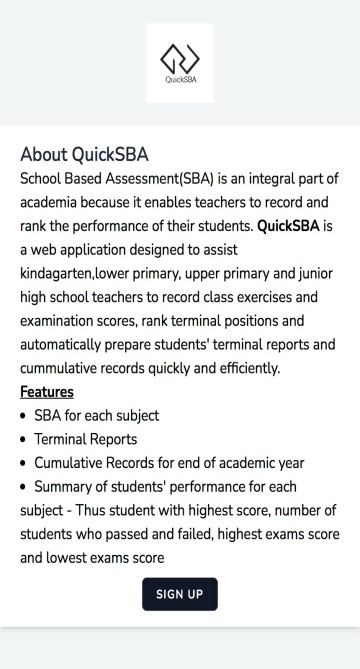 QuickSBA
About QuickSBA
School Based Assessment(SBA) is an integral part of
academia because it enables teachers to record and
rank the performance of their students. QuickSBA is
a web application designed to assist
kindagarten,lower primary, upper primary and junior
high school teachers to record class exercises and
examination scores, rank terminal positions and
automatically prepare students' terminal reports and
cummulative records quickly and efficiently.
Features
• SBA for each subject
• Terminal Reports
• Cumulative Records for end of academic year
• Summary of students' performance for each
subject - Thus student with highest score, number of
students who passed and failed, highest exams score
and lowest exams score
SIGN UP